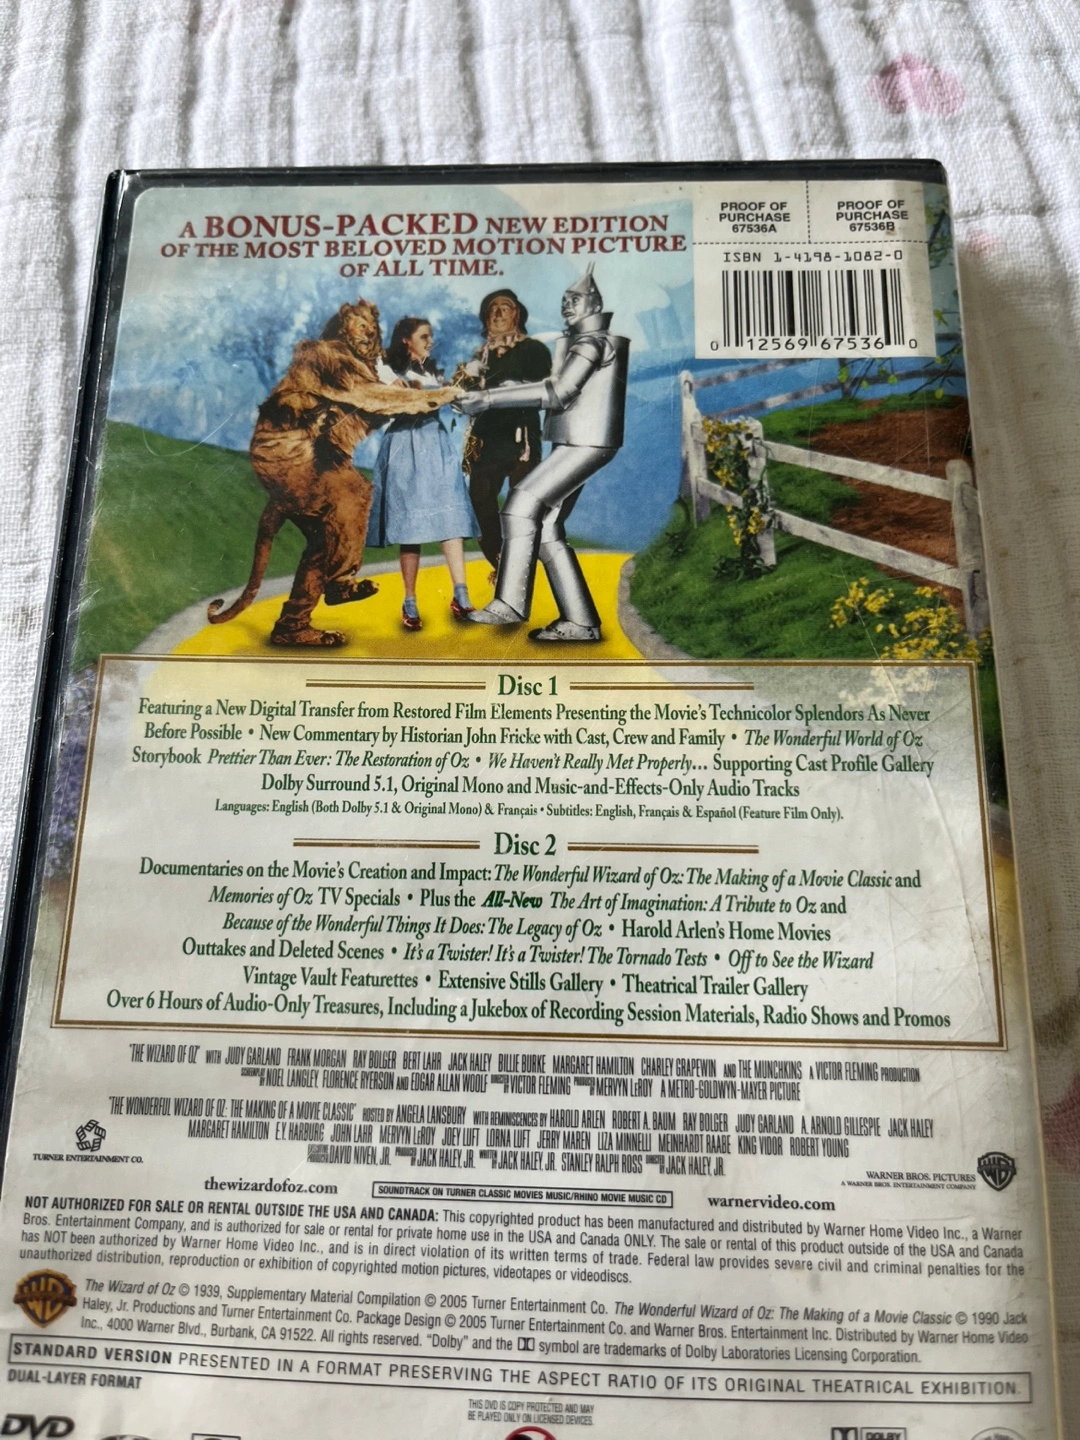 A BONUS-PACKED NEW EDITION
OF THE MOST BELOVED MOTION PICTURE
OF ALL TIME.
PROOF OF
PURCHASE
67536A
PROOF OF
PURCHASE
67536B
ISBN 1-4198-1082-0
0 12569 67536 0
Disc 1
Featuring a New Digital Transfer from Restored Film Elements Presenting the Movie's Technicolor Splendors As Never
Before Possible • New Commentary by Historian John Fricke with Cast, Crew and Family • The Wonderful World of Oz
Storybook Prettier Than Ever: The Restoration of Oz • We Haven't Really Met Properly... Supporting Cast Profile Gallery
Dolby Surround 5.1, Original Mono and Music-and-Effects-Only Audio Tracks
Languages: English (Both Dolby 5.1 & Original Mono) & Français • Subtitles: English, Français & Español (Feature Film Only).
Disc 2
Documentaries on the Movie's Creation and Impact: The Wonderful Wizard of Oz: The Making of a Movie Classic and
Memories of Oz TV Specials • Plus the All-New The Art of Imagination: A Tribute to Oz and
Because of the Wonderful Things It Does: The Legacy of Oz • Harold Arlen's Home Movies
Outtakes and Deleted Scenes • It's a Twister! It's a Twister! The Tornado Tests • Off to See the Wizard
Vintage Vault Featurettes • Extensive Stills Gallery • Theatrical Trailer Gallery
Over 6 Hours of Audio-Only Treasures, Including a Jukebox of Recording Session Materials, Radio Shows and Promos
"THE WIZARD OF OZ" WITH JUDY GARLAND FRANK MORGAN RAY BOLGER BERT LAHR JACK HALEY BILLIE BURKE MARGARET HAMILTON CHARLEY GRAPEWIN AND THE MUNCHKINS A VICTOR FLEMING PRODUCTION
SCREENPLAY BY NOEL LANGLEY, FLORENCE RYERSON AND EDGAR ALLAN WOOLF DIRECTED BY VICTOR FLEMING PRODUCED BY MERVYN LeROY A METRO-GOLDWYN-MAYER PICTURE
"THE WONDERFUL WIZARD OF OZ: THE MAKING OF A MOVIE CLASSIC" HOSTED BY ANGELA LANSBURY WITH REMINISCENCES BY HAROLD ARLEN ROBERT A. BAUM RAY BOLGER JUDY GARLAND A. ARNOLD GILLESPIE JACK HALEY
MARGARET HAMILTON E.Y. HARBURG JOHN LAHR MERVYN LeROY JOEY LUFT LORNA LUFT JERRY MAREN LIZA MINNELLI MEINHARDT RAABE KING VIDOR ROBERT YOUNG
EXECUTIVE PRODUCER DAVID NIVEN, JR. PRODUCED BY JACK HALEY, JR. WRITTEN BY JACK HALEY, JR. STANLEY RALPH ROSS DIRECTED BY JACK HALEY, JR.
TURNER ENTERTAINMENT CO.
WARNER BROS. PICTURES
A WARNER BROS. ENTERTAINMENT COMPANY
thewizardofoz.com
SOUNDTRACK ON TURNER CLASSIC MOVIES MUSIC/RHINO MOVIE MUSIC CD
warnervideo.com
NOT AUTHORIZED FOR SALE OR RENTAL OUTSIDE THE USA AND CANADA: This copyrighted product has been manufactured and distributed by Warner Home Video Inc., a Warner
Bros. Entertainment Company, and is authorized for sale or rental for private home use in the USA and Canada ONLY. The sale or rental of this product outside of the USA and Canada
has NOT been authorized by Warner Home Video Inc., and is in direct violation of its written terms of trade. Federal law provides severe civil and criminal penalties for the
unauthorized distribution, reproduction or exhibition of copyrighted motion pictures, videotapes or videodiscs.
The Wizard of Oz © 1939, Supplementary Material Compilation © 2005 Turner Entertainment Co. The Wonderful Wizard of Oz: The Making of a Movie Classic © 1990 Jack
Haley, Jr. Productions and Turner Entertainment Co. Package Design © 2005 Turner Entertainment Co. and Warner Bros. Entertainment Inc. Distributed by Warner Home Video
Inc., 4000 Warner Blvd., Burbank, CA 91522. All rights reserved. "Dolby" and the symbol are trademarks of Dolby Laboratories Licensing Corporation.
STANDARD VERSION PRESENTED IN A FORMAT PRESERVING THE ASPECT RATIO OF ITS ORIGINAL THEATRICAL EXHIBITION.
DUAL-LAYER FORMAT
THIS DVD IS COPY PROTECTED AND MAY
BE PLAYED ONLY ON LICENSED DEVICES.
DVD
DOLBY